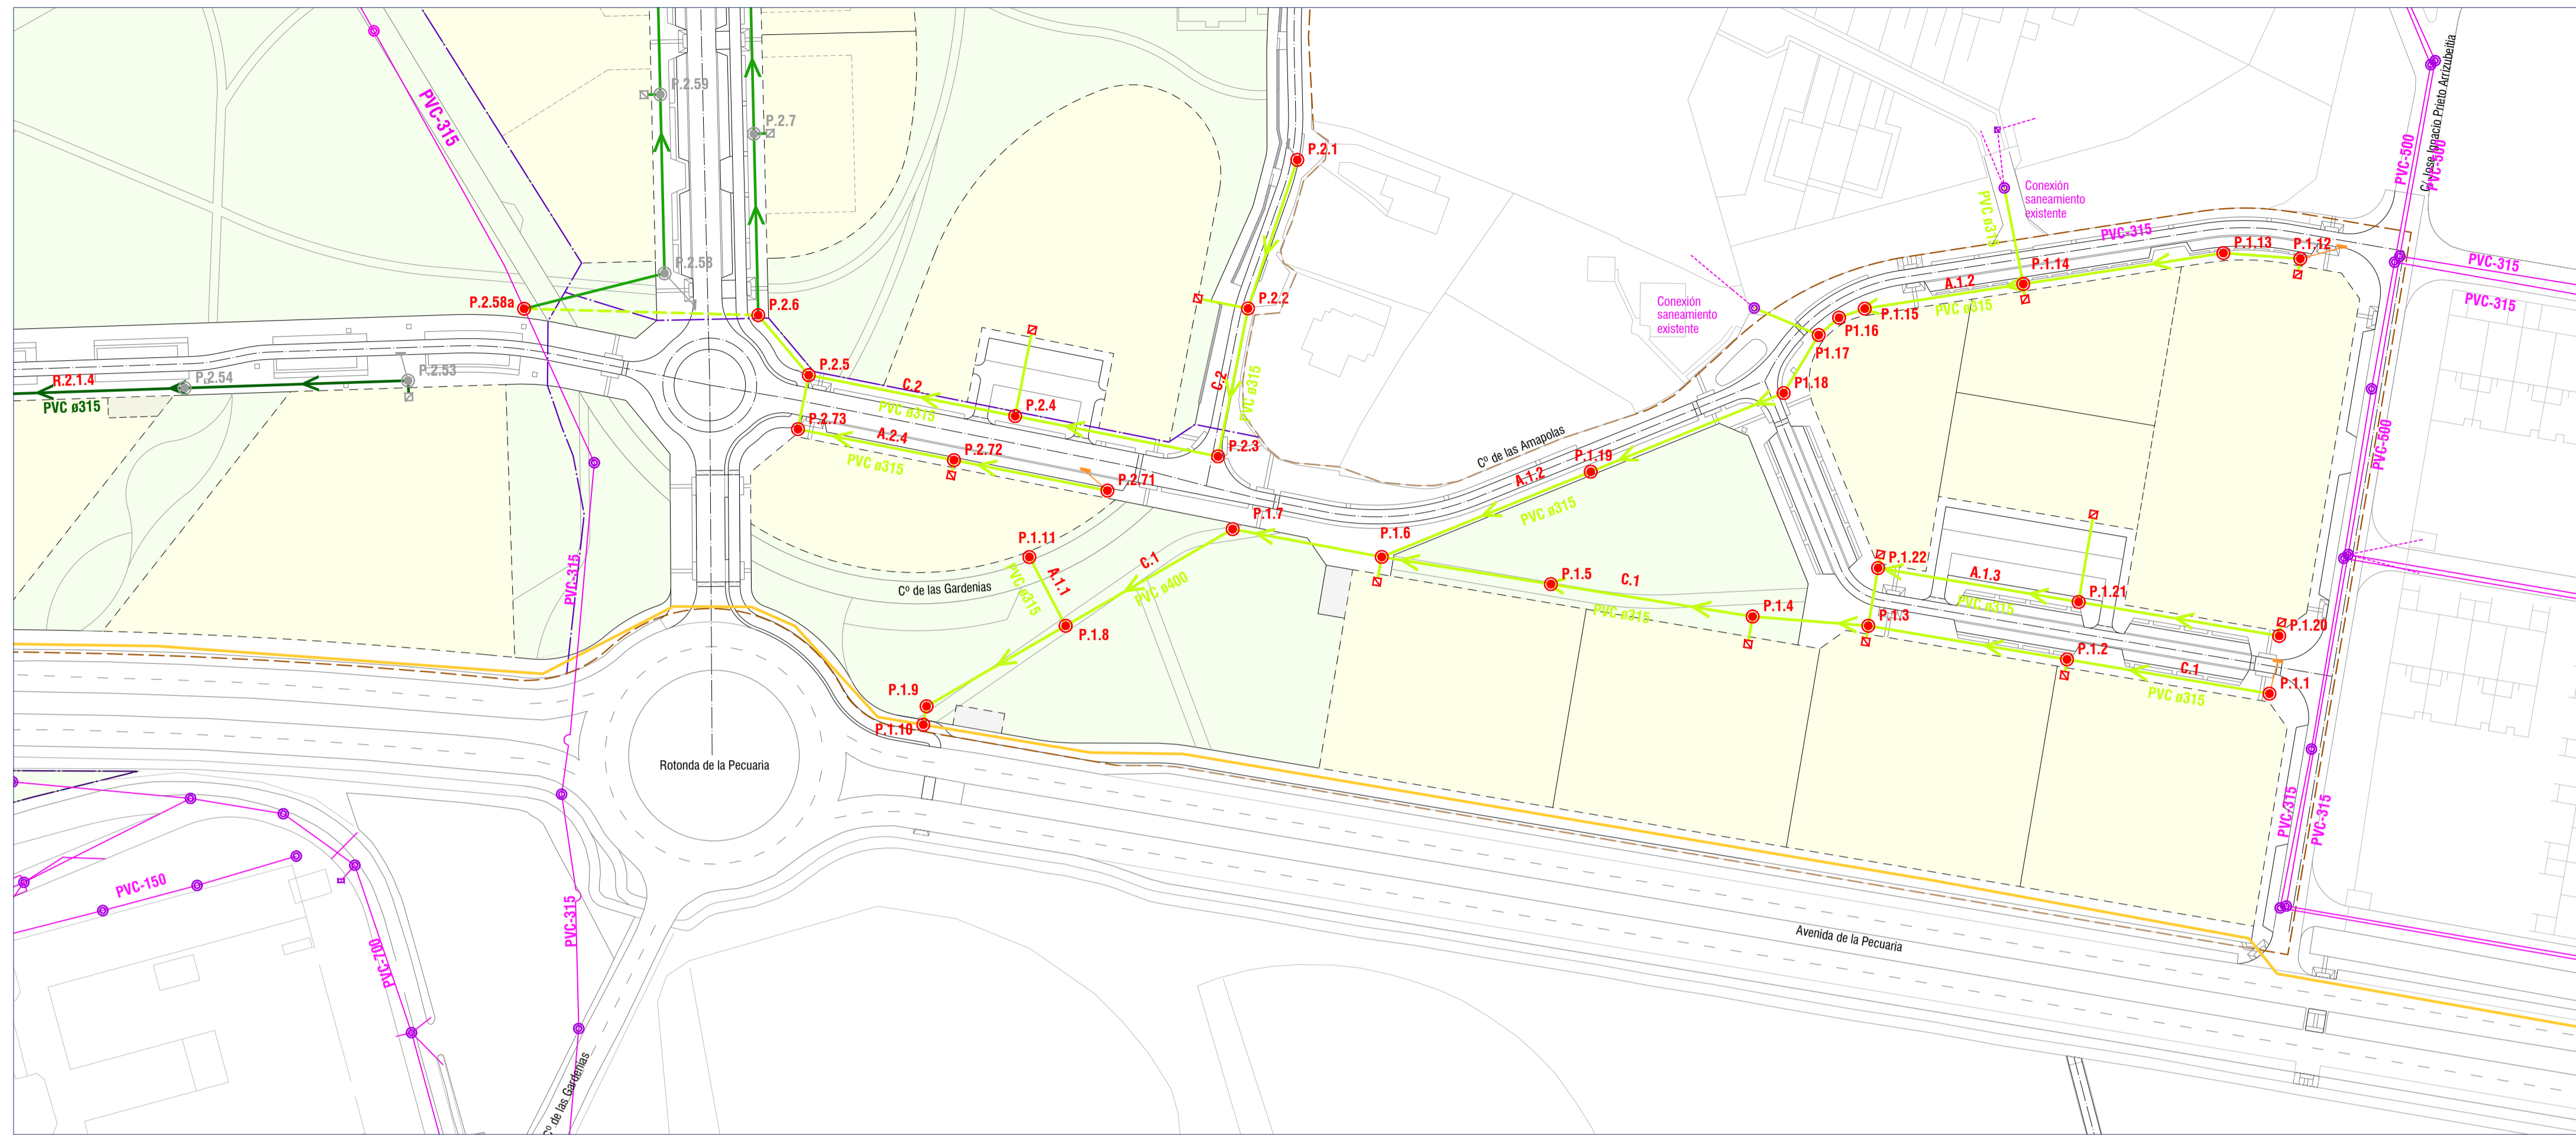 PVC-315
P.2.59
P.2.7
P.2.1
PVC-500
PVC-500
C/ Jose Ignacio Prieto Arrizubeitia
Conexión
saneamiento
existente
PVC ø315
PVC-315
P.1.13
P.1.12
PVC-315
PVC-315
P.2.58
P.2.58a
P.2.6
P.2.2
Conexión
saneamiento
existente
P.1.14
A.1.2
P.1.15
PVC ø315
P1.16
P1.17
P1.18
P.2.5
C.2
PVC ø315
P.2.4
C.2
PVC ø315
R.2.1.4
P.2.54
P.2.53
PVC ø315
P.2.73
A.2.4
PVC ø315
P.2.72
P.2.71
P.2.3
Cº de las Amapolas
P.1.19
A.1.2
PVC ø315
PVC-500
P.1.7
P.1.6
P.1.11
A.1.1
PVC ø315
C.1
PVC ø400
Cº de las Gardenias
PVC-315
P.1.5
C.1
PVC ø315
P.1.4
P.1.22
A.1.3
PVC ø315
P.1.21
P.1.20
P.1.3
P.1.2
C.1
PVC ø315
P.1.1
P.1.8
P.1.9
P.1.10
Rotonda de la Pecuaria
PVC-315
PVC-315
PVC-150
PVC-200
PVC-315
Avenida de la Pecuaria
Cº de las Gardenias